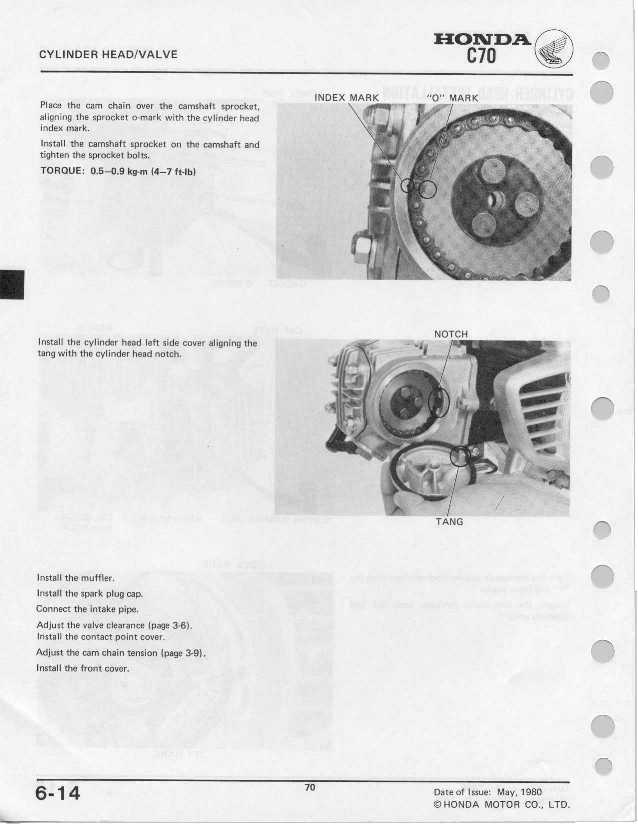 CYLINDER HEAD/VALVE
HONDA
C70
Place the cam chain over the camshaft sprocket,
aligning the sprocket o-mark with the cylinder head
index mark.
Install the camshaft sprocket on the camshaft and
tighten the sprocket bolts.
TORQUE: 0.5—0.9 kg-m (4—7 ft-lb)
INDEX MARK
"O" MARK
Install the cylinder head left side cover aligning the
tang with the cylinder head notch.
NOTCH
TANG
Install the muffler.
Install the spark plug cap.
Connect the intake pipe.
Adjust the valve clearance (page 3-6).
Install the contact point cover.
Adjust the cam chain tension (page 3-9).
Install the front cover.
6-14
70
Date of Issue: May, 1980
© HONDA MOTOR CO., LTD.